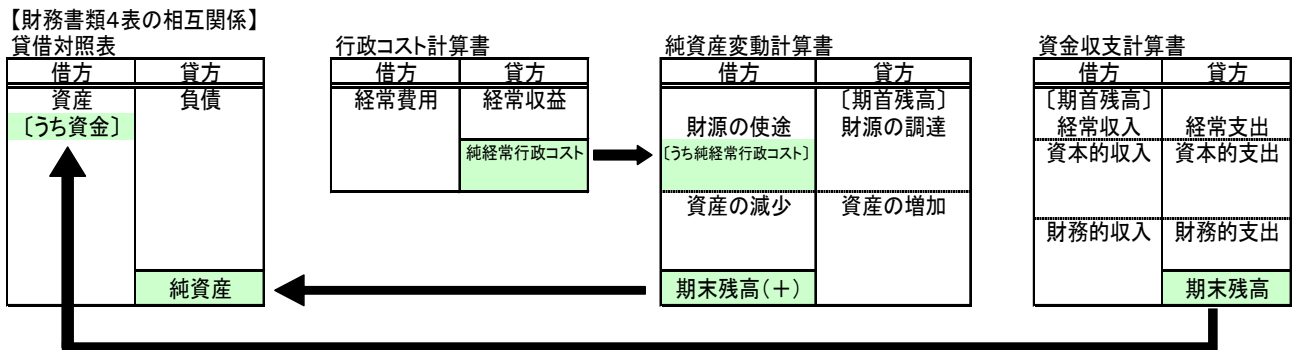 【財務書類4表の相互関係】
貸借対照表
借方 貸方
資産 負債
〔うち資金〕
純資産
行政コスト計算書
借方 貸方
経常費用 経常収益
純経常行政コスト
純資産変動計算書
借方 貸方
〔期首残高〕
財源の使途 財源の調達
〔うち純経常行政コスト〕
資産の減少 資産の増加
期末残高(+)
資金収支計算書
借方 貸方
〔期首残高〕
経常収入 経常支出
資本的収入 資本的支出
財務的収入 財務的支出
期末残高